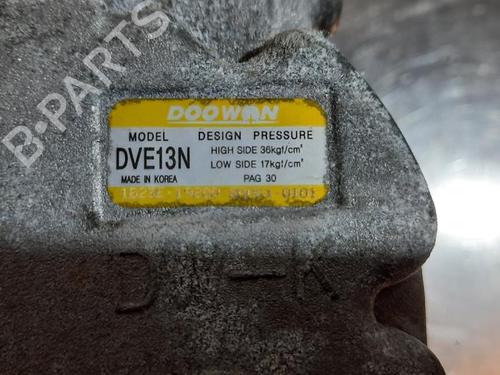 B-PARTS
DOOWON
MODEL DESIGN PRESSURE
DVE13N HIGH SIDE 36kgf/cm²
LOW SIDE 17kgf/cm²
MADE IN KOREA PAG 30
0101